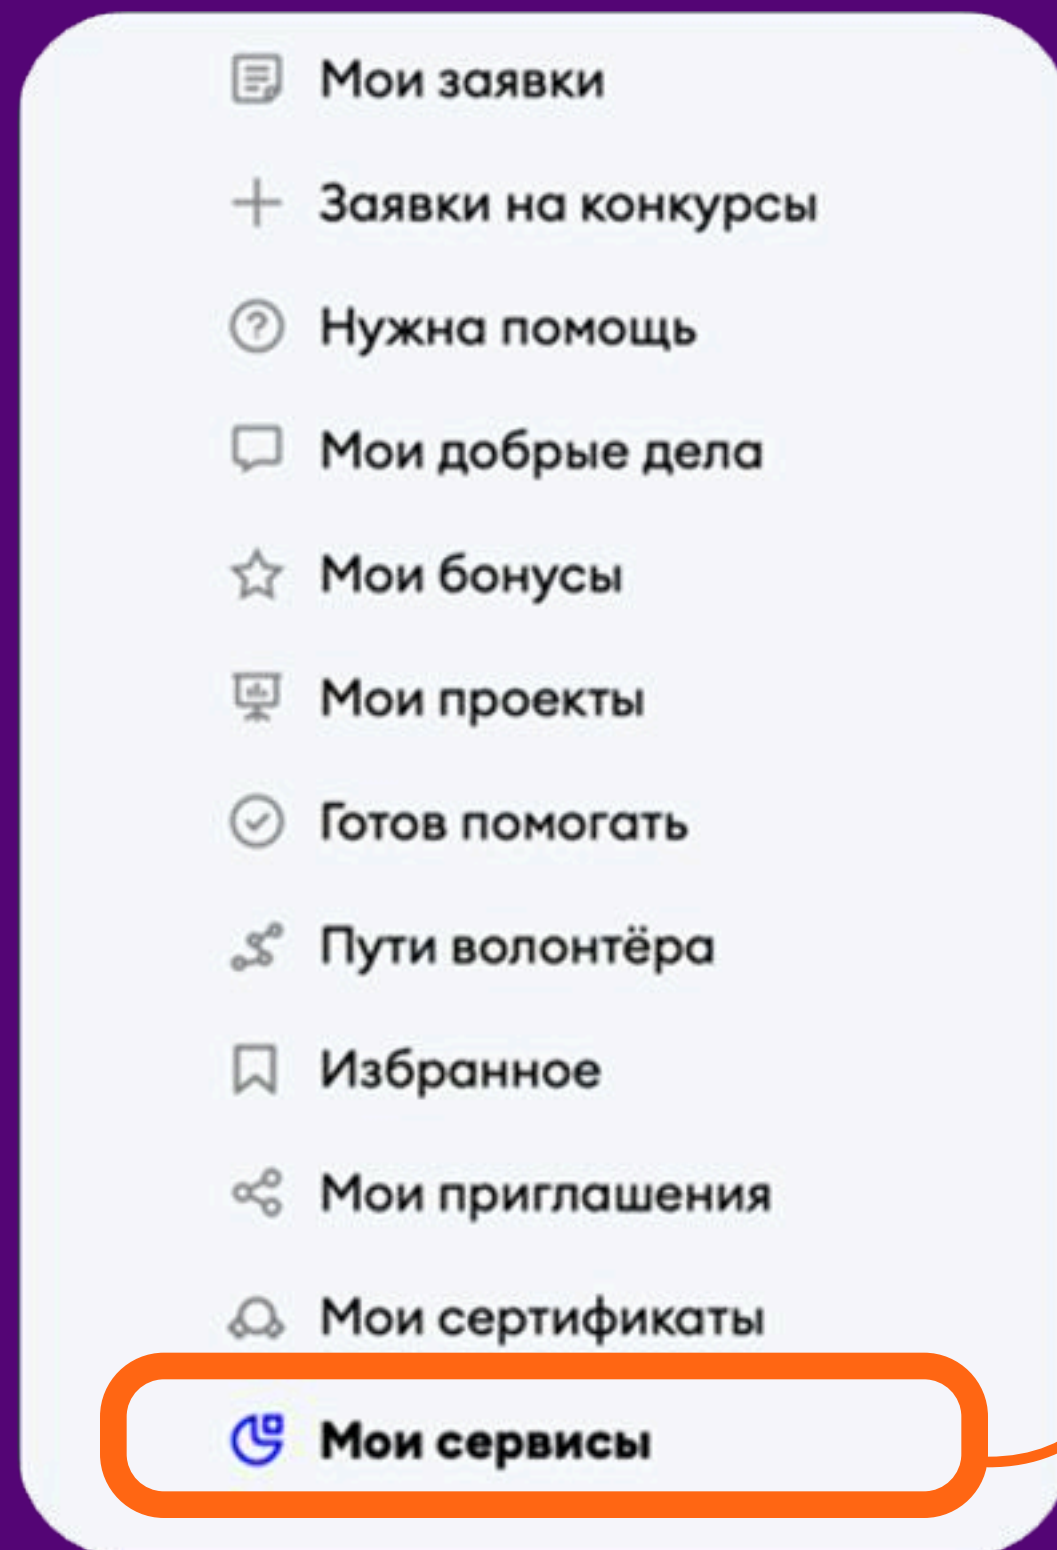 Мои заявки
Заявки на конкурсы
Нужна помощь
Мои добрые дела
Мои бонусы
Мои проекты
Готов помогать
Пути волонтёра
Избранное
Мои приглашения
Мои сертификаты
Мои сервисы